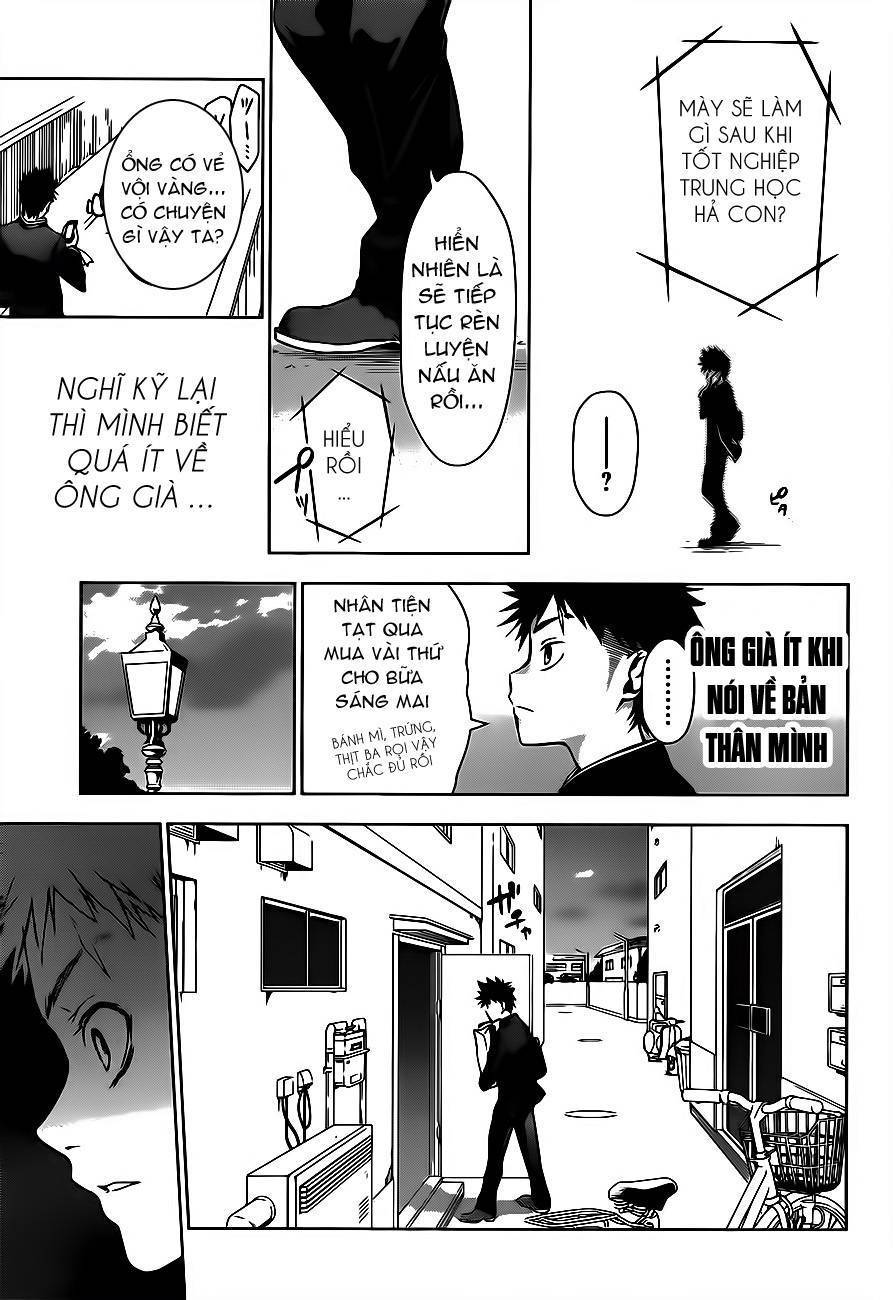 MÀY SẼ LÀM
GÌ SAU KHI
TỐT NGHIỆP
TRUNG HỌC
HẢ CON?
—?
HIỂN
NHIÊN LÀ
SẼ TIẾP
TỤC RÈN
LUYỆN
NẤU ĂN
RỒI...
HIỂU
RỒI
...
ỔNG CÓ VẺ
VỘI VÀNG...
CÓ CHUYỆN
GÌ VẬY TA?
NGHĨ KỸ LẠI
THÌ MÌNH BIẾT
QUÁ ÍT VỀ
ÔNG GIÀ ...
ÔNG GIÀ ÍT KHI
NÓI VỀ BẢN
THÂN MÌNH
......
NHÂN TIỆN
TẠT QUA
MUA VÀI THỨ
CHO BỮA
SÁNG MAI
BÁNH MÌ, TRỨNG,
THỊT BA RỌI VẬY
CHẮC ĐỦ RỒI